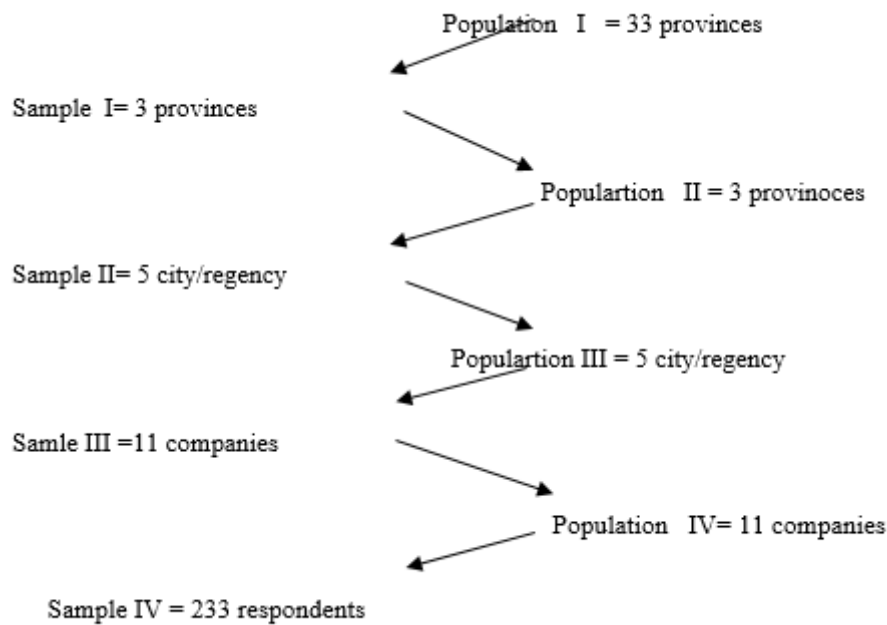 Population I = 33 provinces
Sample I= 3 provinces
Populartion II = 3 provinoces
Sample II= 5 city/regency
Populartion III = 5 city/regency
Samle III =11 companies
Population IV= 11 companies
Sample IV = 233 respondents